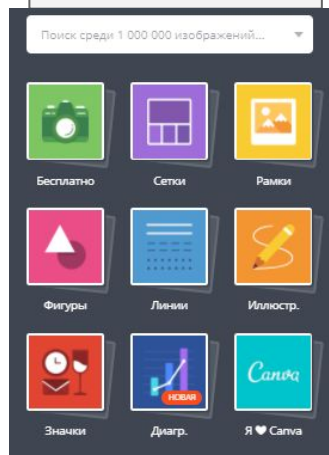 Поиск среди 1 000 000 изображений...
Бесплатно Сетки Рамки
Фигуры Линии Иллюстр.
НОВАЯ
Canva
Значки Диагр. Я ♥ Canva